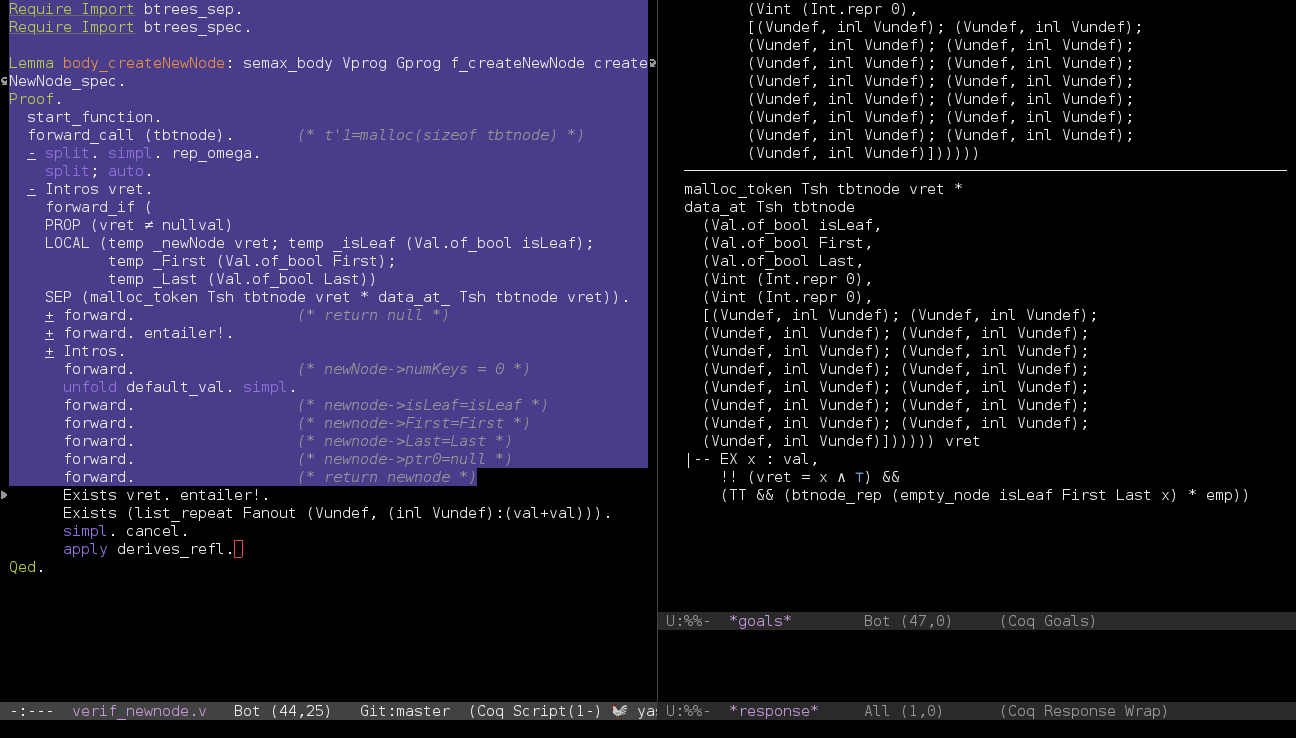 Require Import btrees_sep.
Require Import btrees_spec.
Lemma body_createNewNode: semax_body Vprog Gprog f_createNewNode create
NewNode_spec.
Proof.
start_function.
forward_call (tbtnode). (* t'1=malloc(sizeof tbtnode) *)
- split. simpl. rep_omega.
split; auto.
- Intros vret.
forward_if (
PROP (vret ≠ nullval)
LOCAL (temp _newNode vret; temp _isLeaf (Val.of_bool isLeaf);
temp _First (Val.of_bool First);
temp _Last (Val.of_bool Last))
SEP (malloc_token Tsh tbtnode vret * data_at_ Tsh tbtnode vret)).
+ forward. (* return null *)
+ forward. entailer!.
+ Intros.
forward. (* newNode->numKeys = 0 *)
unfold default_val. simpl.
forward. (* newnode->isLeaf=isLeaf *)
forward. (* newnode->First=First *)
forward. (* newnode->Last=Last *)
forward. (* newnode->ptr0=null *)
forward. (* return newnode *)
Exists vret. entailer!.
Exists (list_repeat Fanout (Vundef, (inl Vundef):(val+val))).
simpl. cancel.
apply derives_refl.
Qed.
-:--- verif_newnode.v Bot (44,25) Git:master (Coq Script(1-) yas
(Vint (Int.repr 0),
[(Vundef, inl Vundef); (Vundef, inl Vundef);
(Vundef, inl Vundef); (Vundef, inl Vundef);
(Vundef, inl Vundef); (Vundef, inl Vundef);
(Vundef, inl Vundef); (Vundef, inl Vundef);
(Vundef, inl Vundef); (Vundef, inl Vundef);
(Vundef, inl Vundef); (Vundef, inl Vundef);
(Vundef, inl Vundef); (Vundef, inl Vundef);
(Vundef, inl Vundef)])))))
malloc_token Tsh tbtnode vret *
data_at Tsh tbtnode
(Val.of_bool isLeaf,
(Val.of_bool First,
(Val.of_bool Last,
(Vint (Int.repr 0),
(Vint (Int.repr 0),
[(Vundef, inl Vundef); (Vundef, inl Vundef);
(Vundef, inl Vundef); (Vundef, inl Vundef);
(Vundef, inl Vundef); (Vundef, inl Vundef);
(Vundef, inl Vundef); (Vundef, inl Vundef);
(Vundef, inl Vundef); (Vundef, inl Vundef);
(Vundef, inl Vundef); (Vundef, inl Vundef);
(Vundef, inl Vundef); (Vundef, inl Vundef);
(Vundef, inl Vundef)]))))) vret
|-- EX x : val,
!! (vret = x ∧ ⊤) &&
(TT && (btnode_rep (empty_node isLeaf First Last x) * emp))
U:%%- *goals* Bot (47,0) (Coq Goals)
U:%%- *response* All (1,0) (Coq Response Wrap)